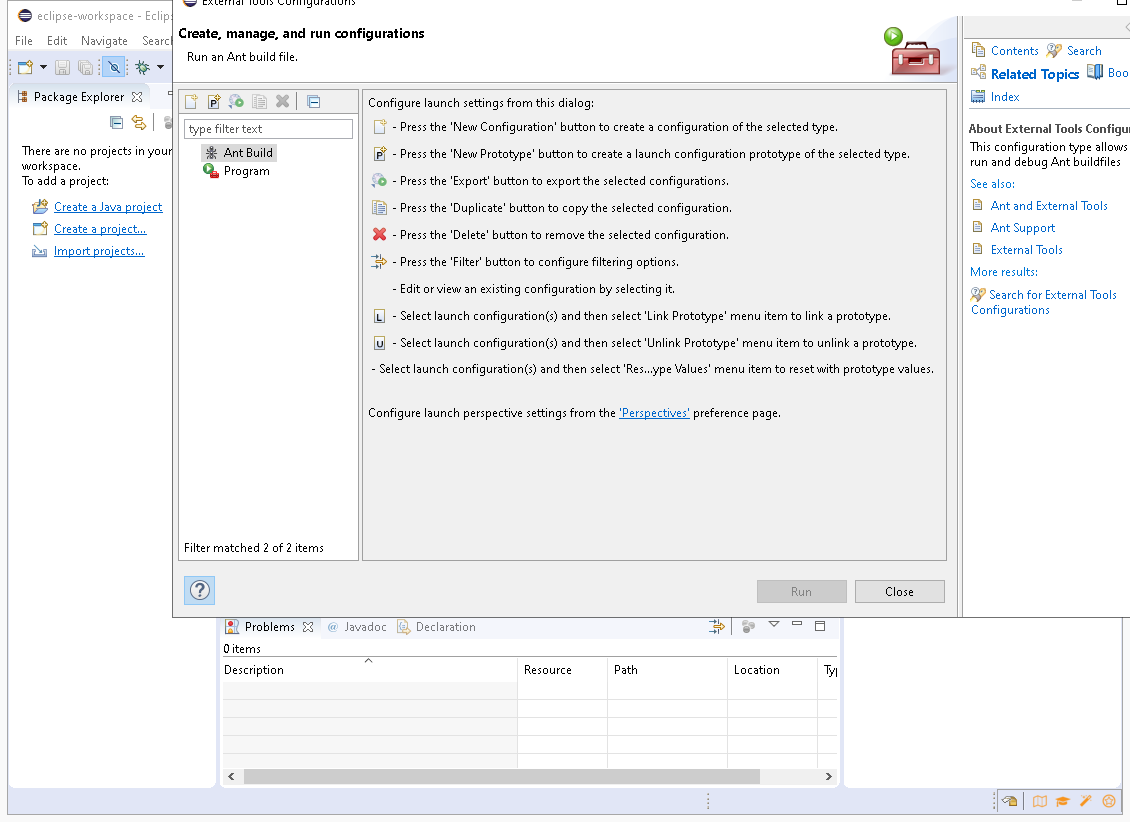 eclipse-workspace - Eclips
External Tools Configurations
File Edit Navigate Search
Create, manage, and run configurations
Run an Ant build file.
Package Explorer
There are no projects in your
workspace.
To add a project:
Create a Java project
Create a project...
Import projects...
type filter text
Ant Build
Program
Filter matched 2 of 2 items
Configure launch settings from this dialog:
- Press the 'New Configuration' button to create a configuration of the selected type.
- Press the 'New Prototype' button to create a launch configuration prototype of the selected type.
- Press the 'Export' button to export the selected configurations.
- Press the 'Duplicate' button to copy the selected configuration.
- Press the 'Delete' button to remove the selected configuration.
- Press the 'Filter' button to configure filtering options.
- Edit or view an existing configuration by selecting it.
L - Select launch configuration(s) and then select 'Link Prototype' menu item to link a prototype.
U - Select launch configuration(s) and then select 'Unlink Prototype' menu item to unlink a prototype.
- Select launch configuration(s) and then select 'Res...ype Values' menu item to reset with prototype values.
Configure launch perspective settings from the 'Perspectives' preference page.
Run Close
Contents Search
Related Topics Boo
Index
About External Tools Configur
This configuration type allows
run and debug Ant buildfiles
See also:
Ant and External Tools
Ant Support
External Tools
More results:
Search for External Tools
Configurations
Problems @ Javadoc Declaration
0 items
Description Resource Path Location Typ